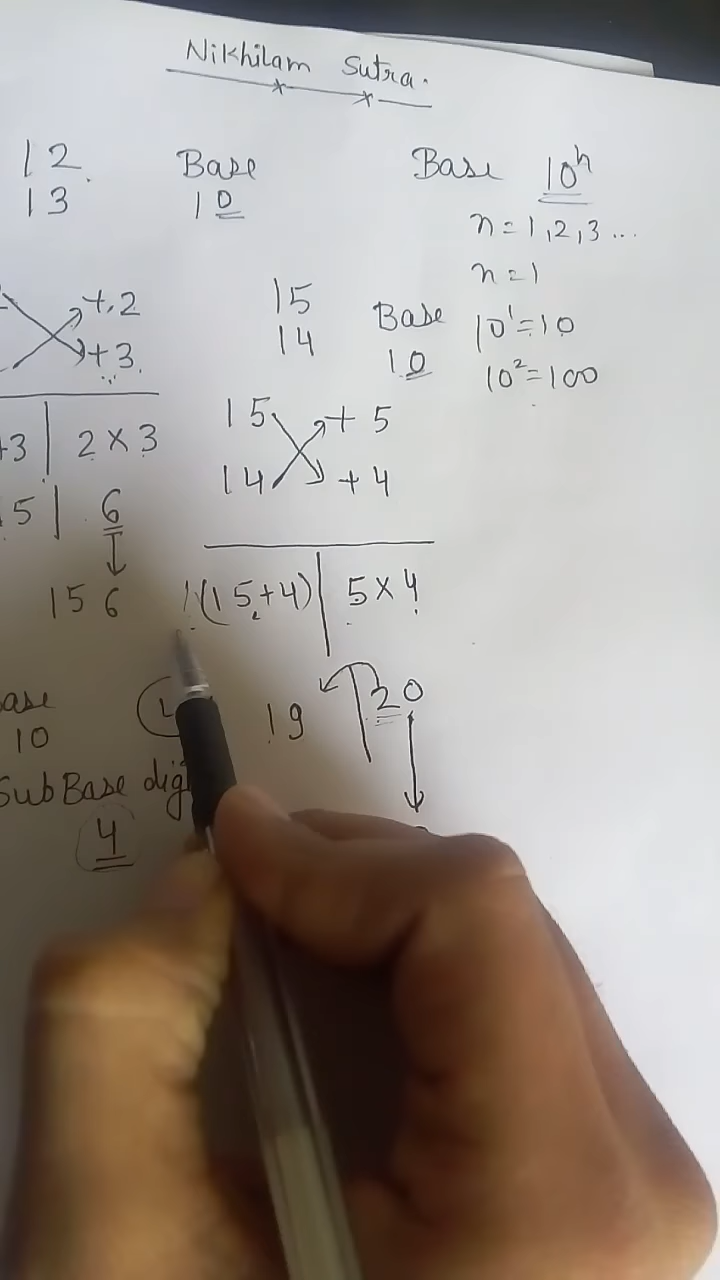 Nikhilam Sutra.
12. Base Base 10ⁿ
13 10
n=1,2,3...
n=1
+2 15 Base 10¹=10
+3 14 10 10²=100
15 +5
14 +4
+3 | 2×3
5 | 6
156 (15+4) | 5×4
19 | 20
10
Sub Base
4